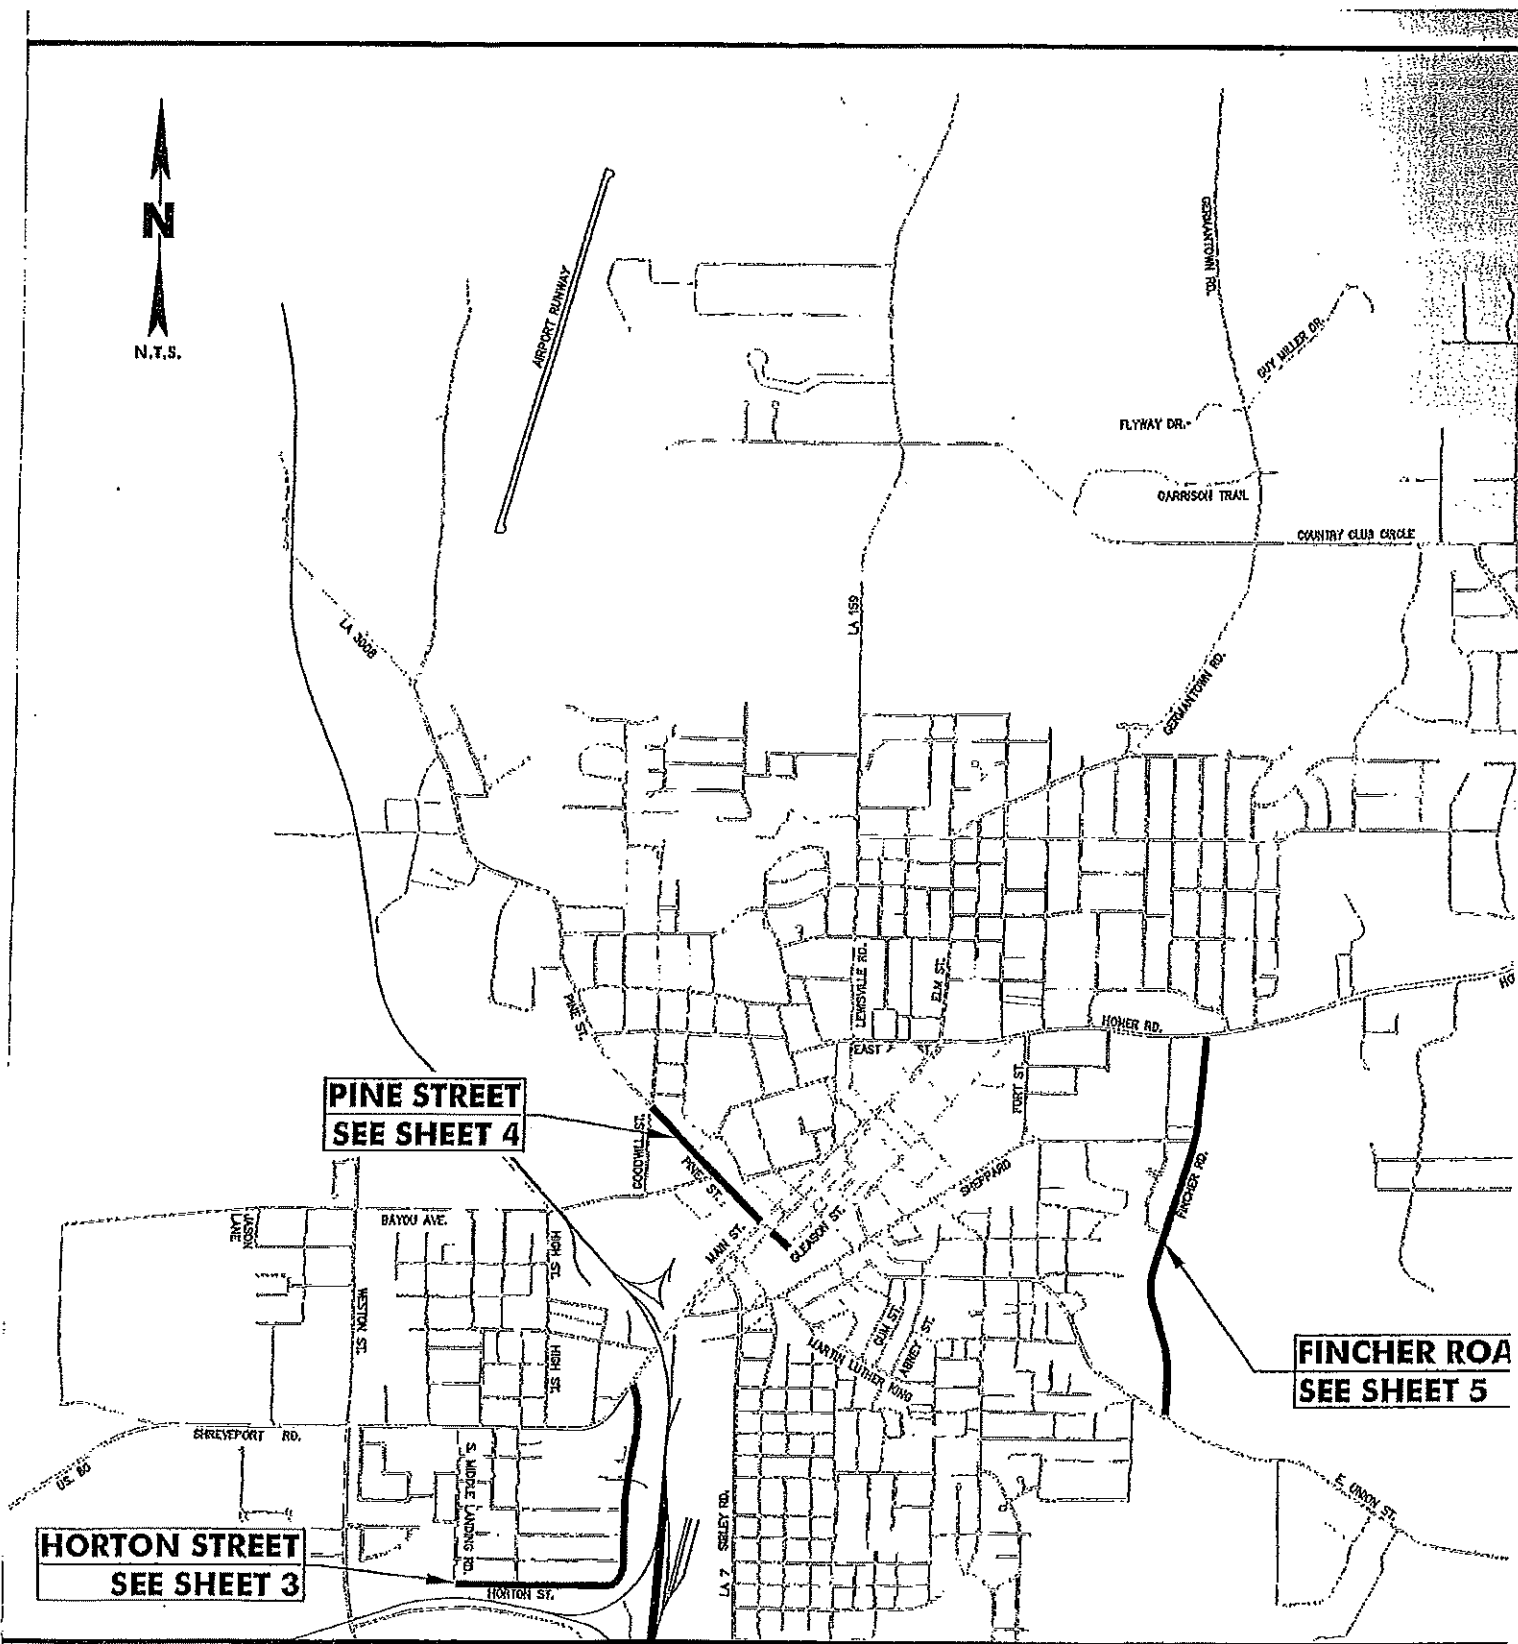 N
N.T.S.
AIRPORT RUNWAY
GERMANTOWN RD.
GUY MILLER DR.
FLYWAY DR.
GARRISON TRAIL
COUNTRY CLUB CIRCLE
LA 159
LA 3008
GERMANTOWN RD.
LEWISVILLE RD.
ELM ST.
PINE ST.
HOMER RD.
HO
EAST
ST.
FORT ST.
PINE STREET
SEE SHEET 4
GOODWILL ST.
PINE ST.
SHEPPARD
FINCHER RD.
JASON
LANE
BAYOU AVE.
HIGH ST.
MAIN ST.
GLEASON ST.
WESTON ST.
GUM ST.
ABNEY ST.
HIGH ST.
MARTIN LUTHER KING
FINCHER ROA
SEE SHEET 5
SHREVEPORT RD.
US. 80
S. MIDDLE LANDING RD.
E. UNION ST.
SIBLEY RD.
LA 7
HORTON STREET
SEE SHEET 3
HORTON ST.